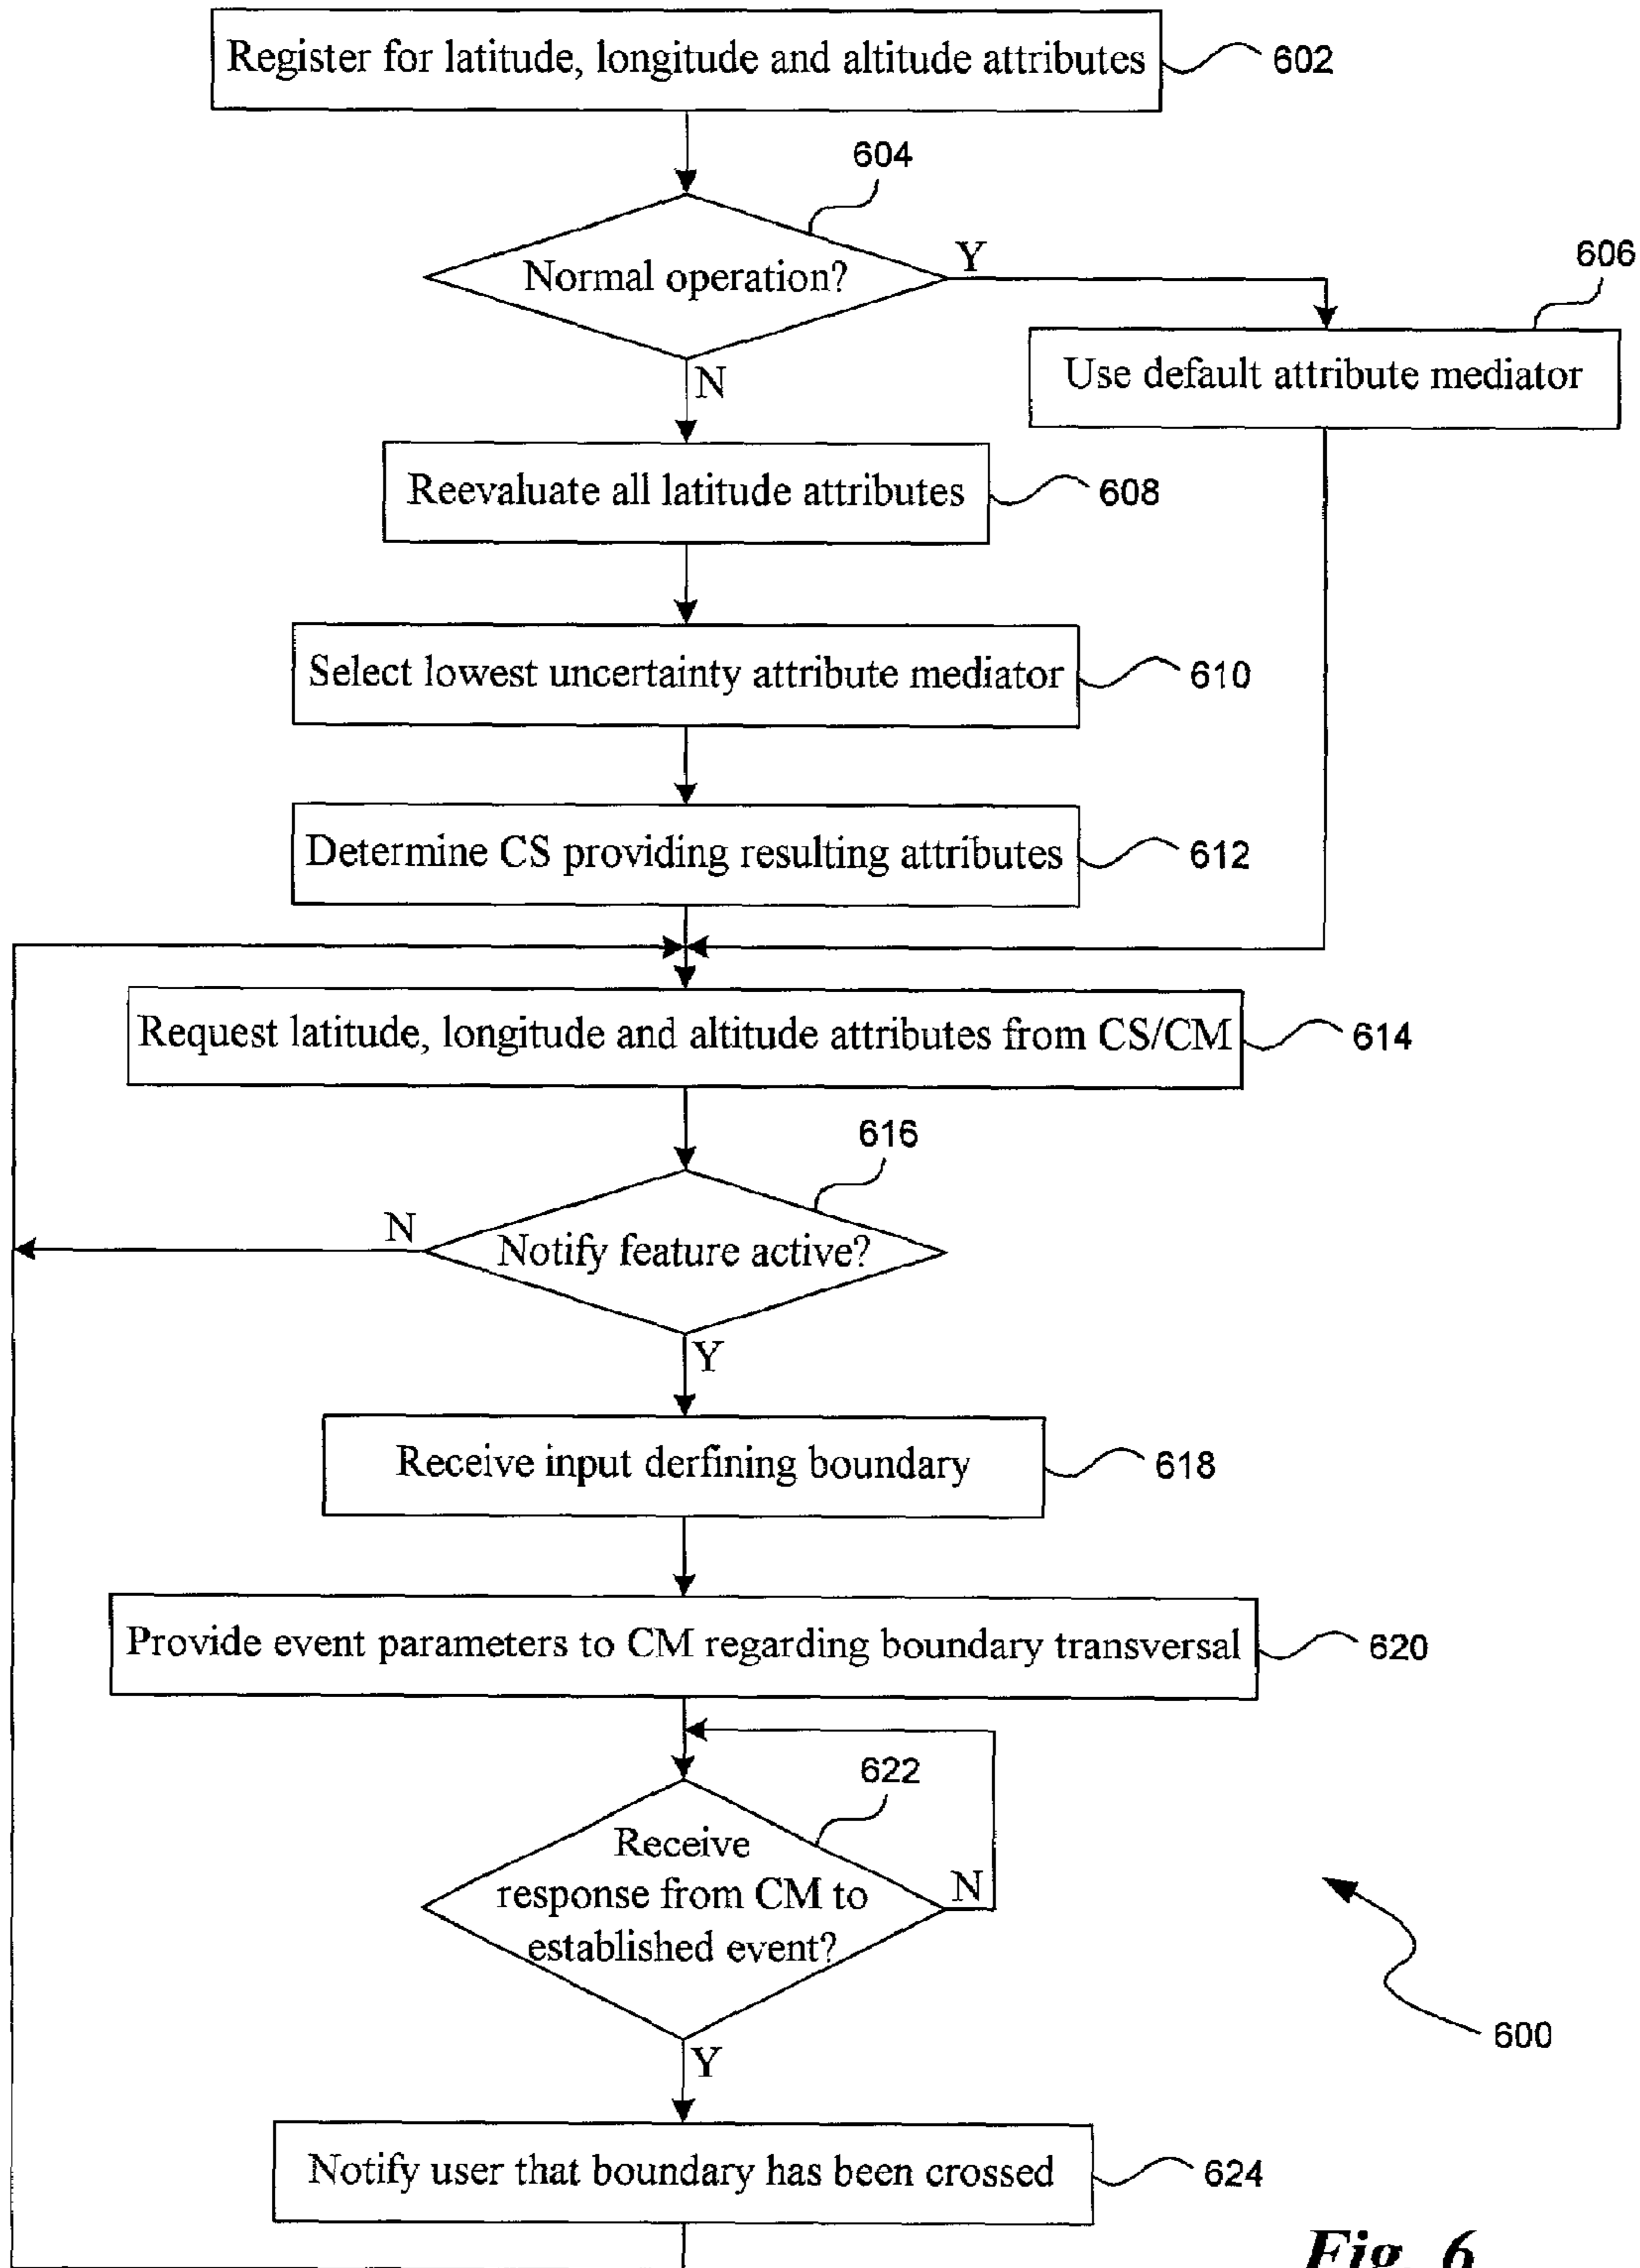 Register for latitude, longitude and altitude attributes
602
604
Normal operation?
Y
606
Use default attribute mediator
N
Reevaluate all latitude attributes
608
Select lowest uncertainty attribute mediator
610
Determine CS providing resulting attributes
612
Request latitude, longitude and altitude attributes from CS/CM
614
616
N
Notify feature active?
Y
Receive input derfining boundary
618
Provide event parameters to CM regarding boundary transversal
620
622
Receive
response from CM to
established event?
N
600
Y
Notify user that boundary has been crossed
624
Fig. 6